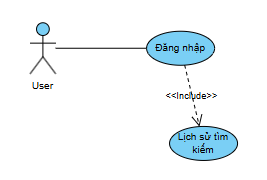 Đăng nhập
User
<<Include>>
Lịch sử tìm
kiếm